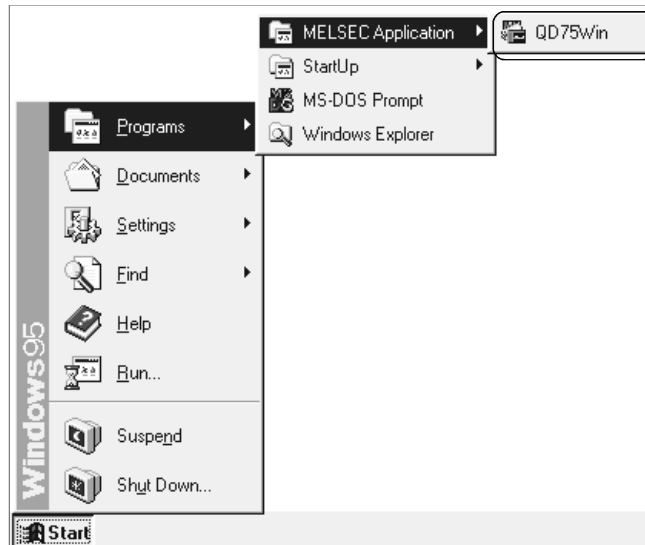 MELSEC Application
QD75Win
StartUp
MS-DOS Prompt
Windows Explorer
Programs
Documents
Settings
Find
Help
Run...
Suspend
Shut Down...
Windows95
Start